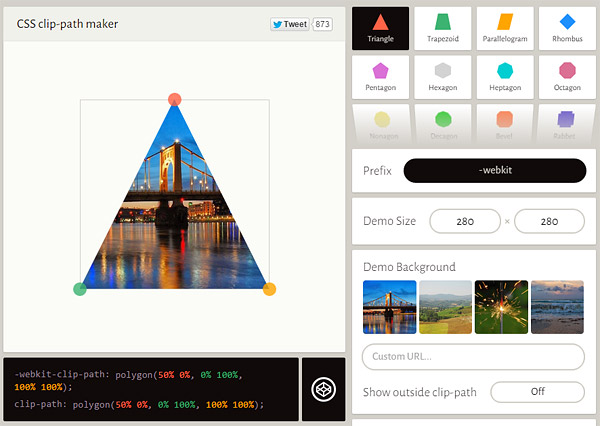 CSS clip-path maker
Tweet
873
Triangle
Trapezoid
Parallelogram
Rhombus
Pentagon
Hexagon
Heptagon
Octagon
Nonagon
Decagon
Bevel
Rabbet
Prefix
-webkit
Demo Size
280 × 280
Demo Background
Custom URL...
Show outside clip-path
Off
-webkit-clip-path: polygon(50% 0%, 0% 100%,
100% 100%);
clip-path: polygon(50% 0%, 0% 100%, 100% 100%);